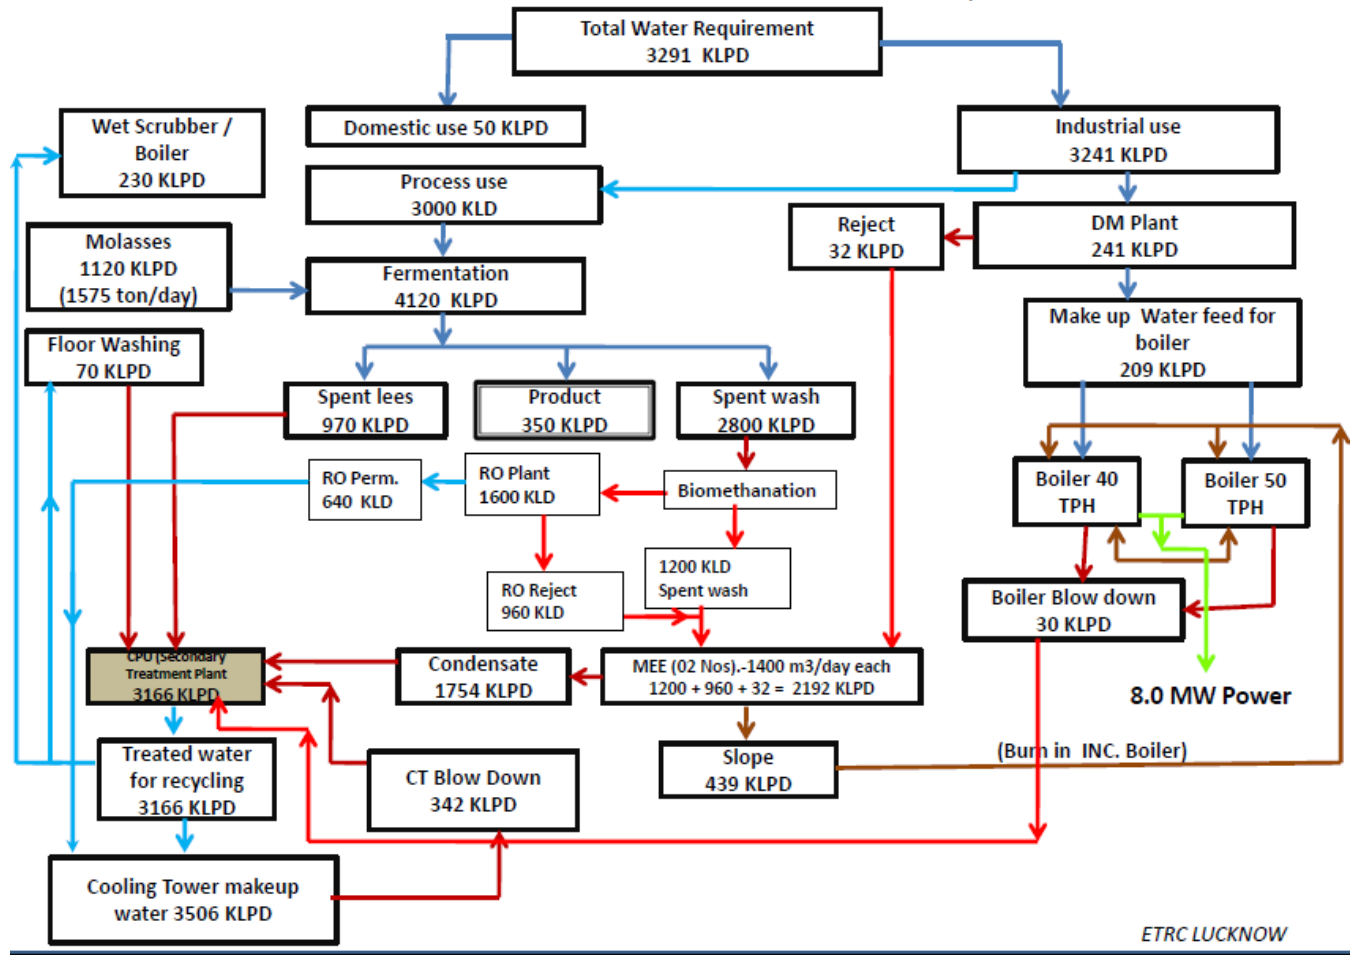 Total Water Requirement
3291  KLPD
Domestic use 50 KLPD
Industrial use
3241 KLPD
Wet Scrubber /
Boiler
230 KLPD
Process use
3000 KLD
Reject
32 KLPD
DM Plant
241 KLPD
Molasses
1120 KLPD
(1575 ton/day)
Fermentation
4120  KLPD
Make up  Water feed for
boiler
209 KLPD
Floor Washing
70 KLPD
Spent lees
970 KLPD
Product
350 KLPD
Spent wash
2800 KLPD
RO Perm.
640  KLD
RO Plant
1600 KLD
Biomethanation
Boiler 40
TPH
Boiler 50
TPH
RO Reject
960 KLD
1200 KLD
Spent wash
Boiler Blow down
30 KLPD
CPU (Secondary
Treatment Plant
3166 KLPD
Condensate
1754 KLPD
MEE (02 Nos).-1400 m3/day each
1200 + 960 + 32 =  2192 KLPD
8.0 MW Power
Treated water
for recycling
3166 KLPD
CT Blow Down
342 KLPD
Slope
439 KLPD
(Burn in  INC. Boiler)
Cooling Tower makeup
water 3506 KLPD
ETRC LUCKNOW